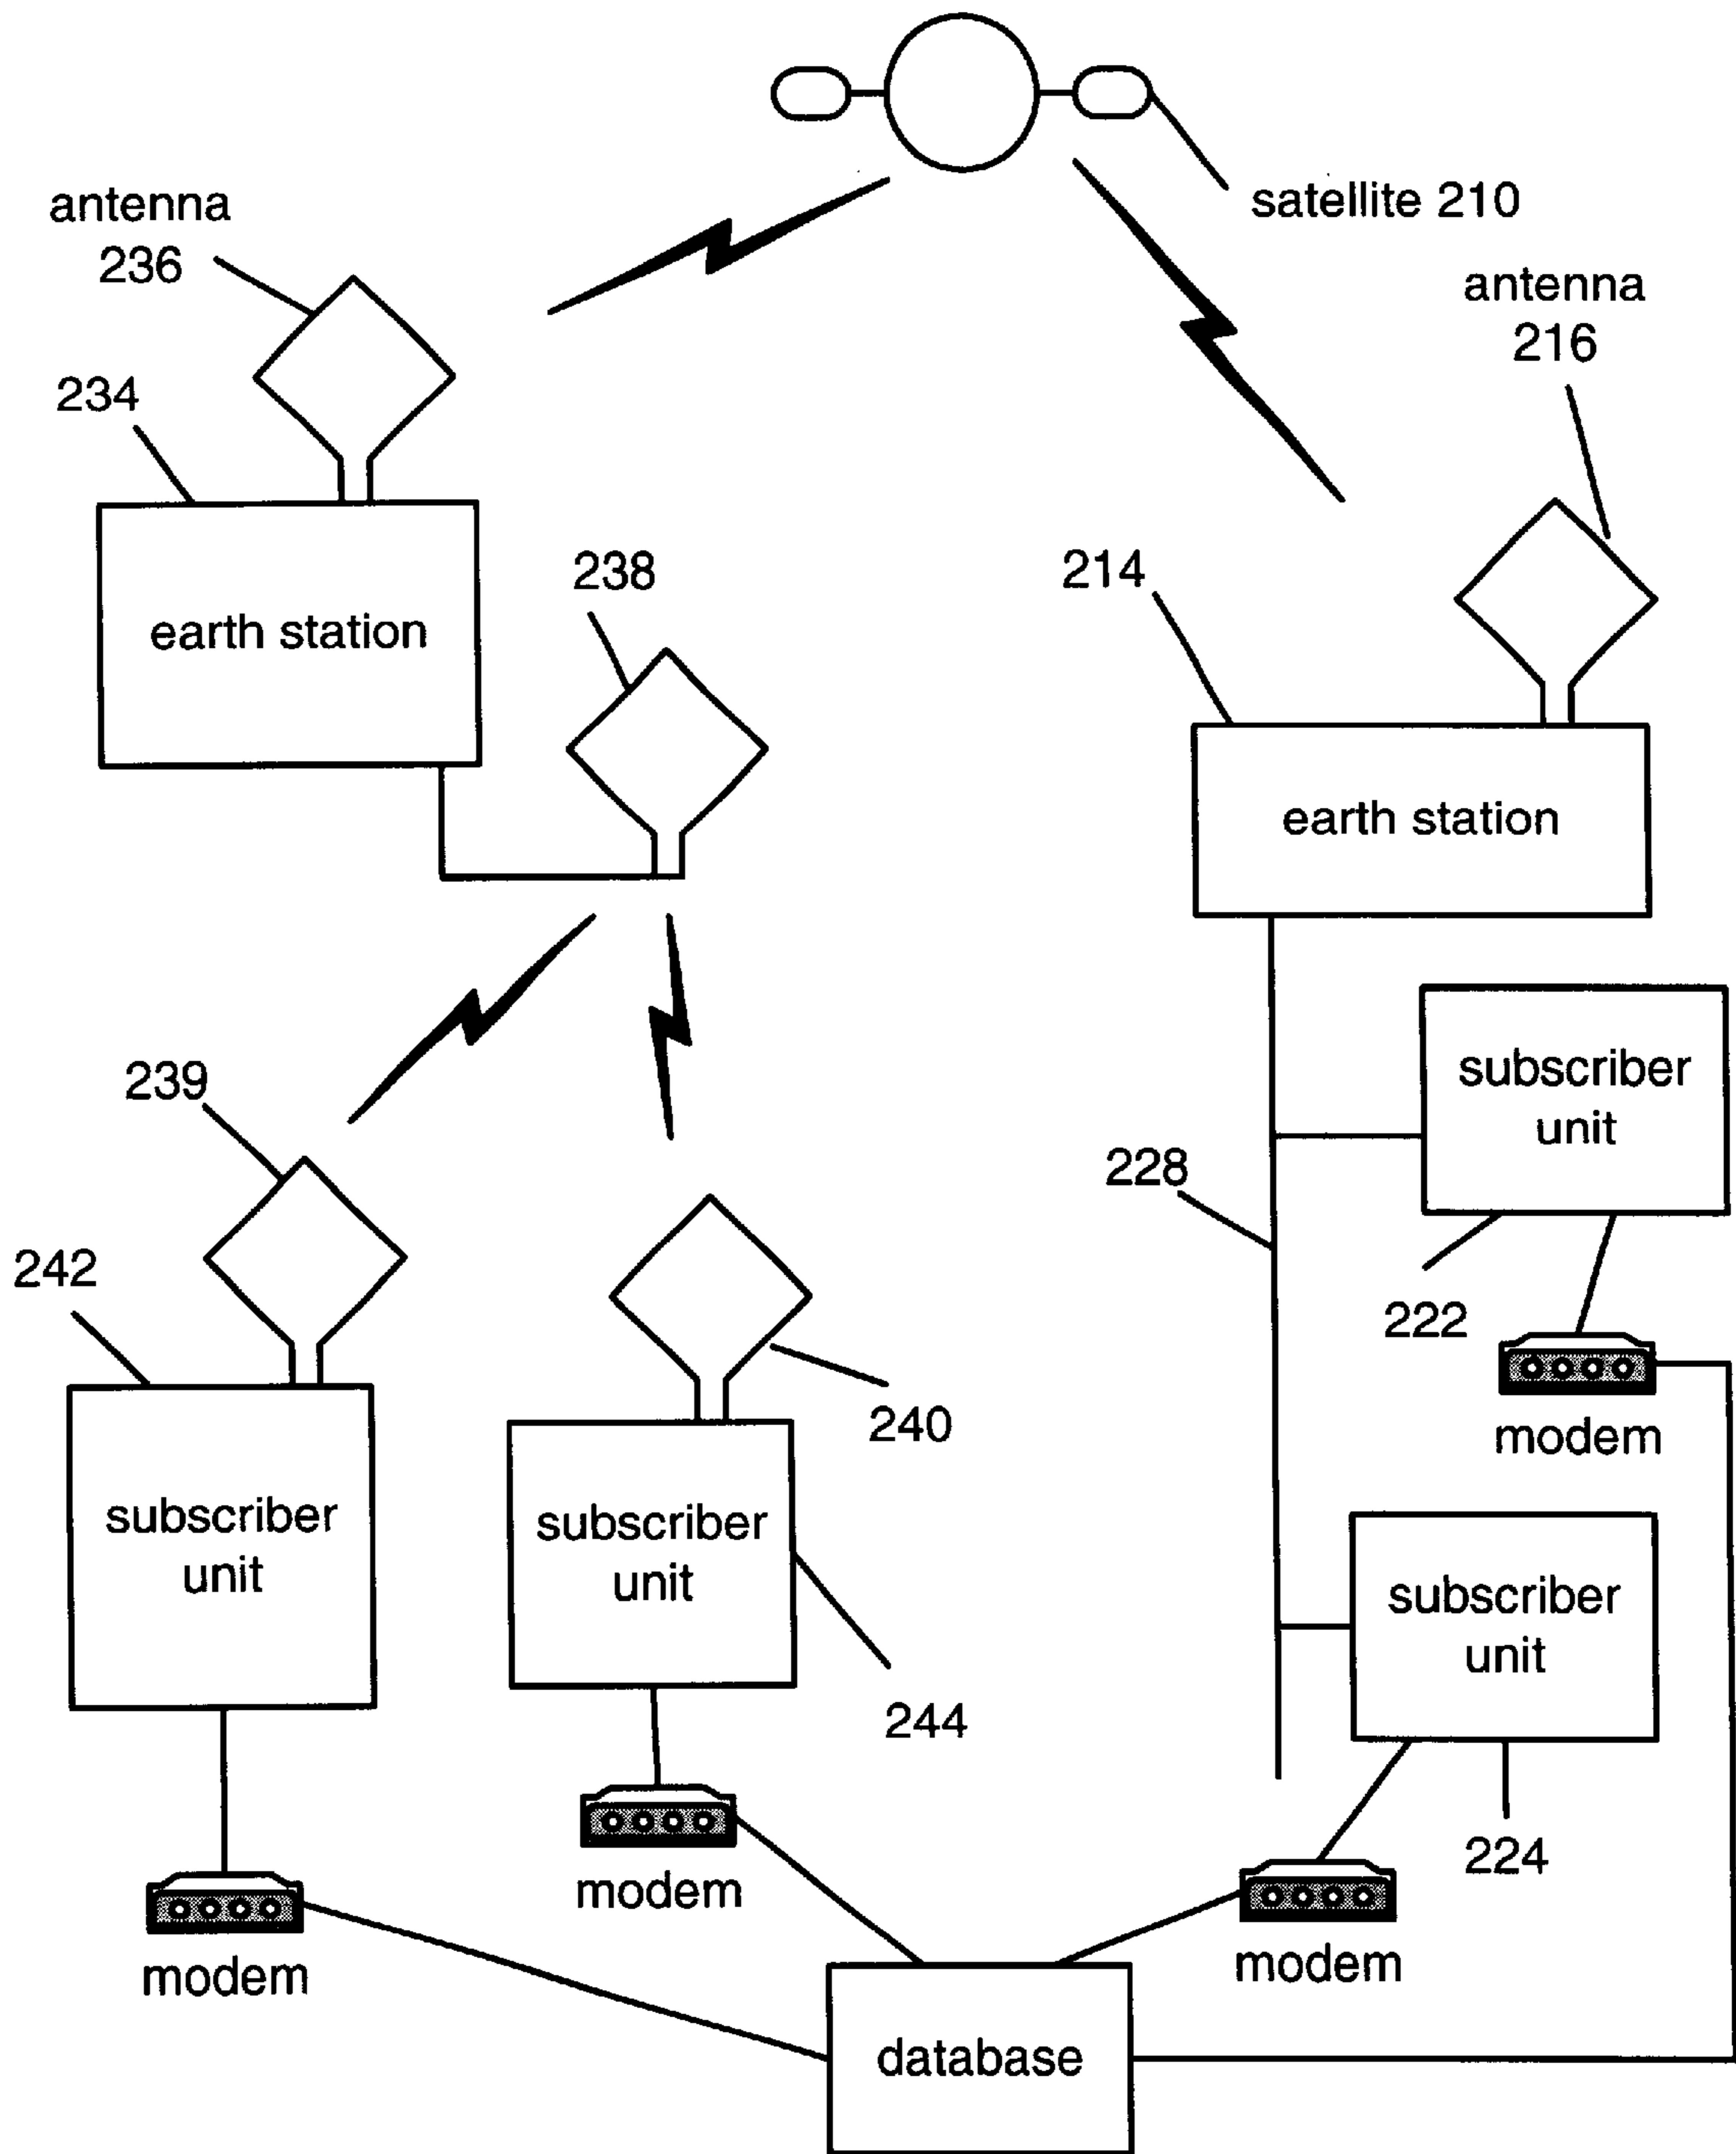 satellite 210
antenna
236
antenna
216
234
earth station
238
214
earth station
239
228
subscriber
unit
242
222
240
modem
subscriber
unit
subscriber
unit
subscriber
unit
244
224
modem
modem
modem
database